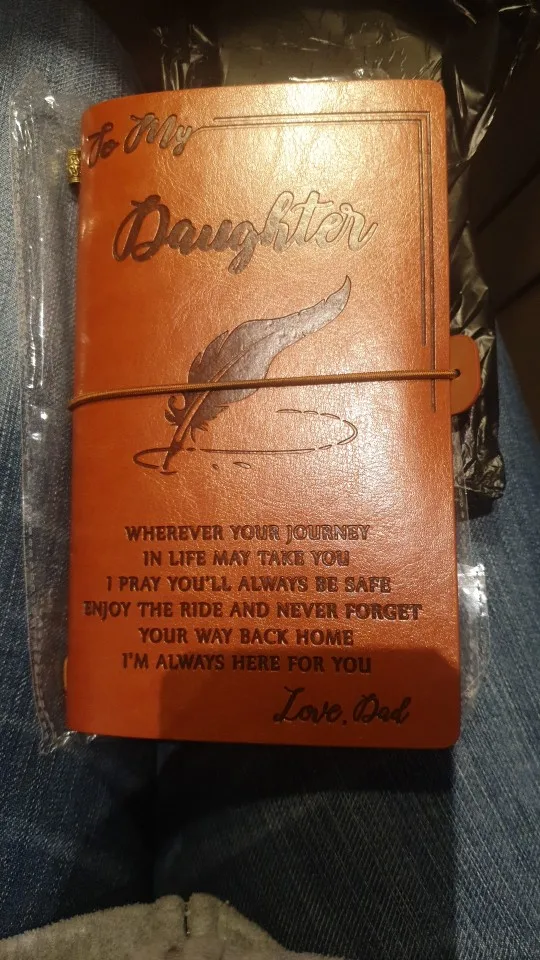 To My
Daughter
WHEREVER YOUR JOURNEY
IN LIFE MAY TAKE YOU
I PRAY YOU'LL ALWAYS BE SAFE
ENJOY THE RIDE AND NEVER FORGET
YOUR WAY BACK HOME
I'M ALWAYS HERE FOR YOU
Love, Dad